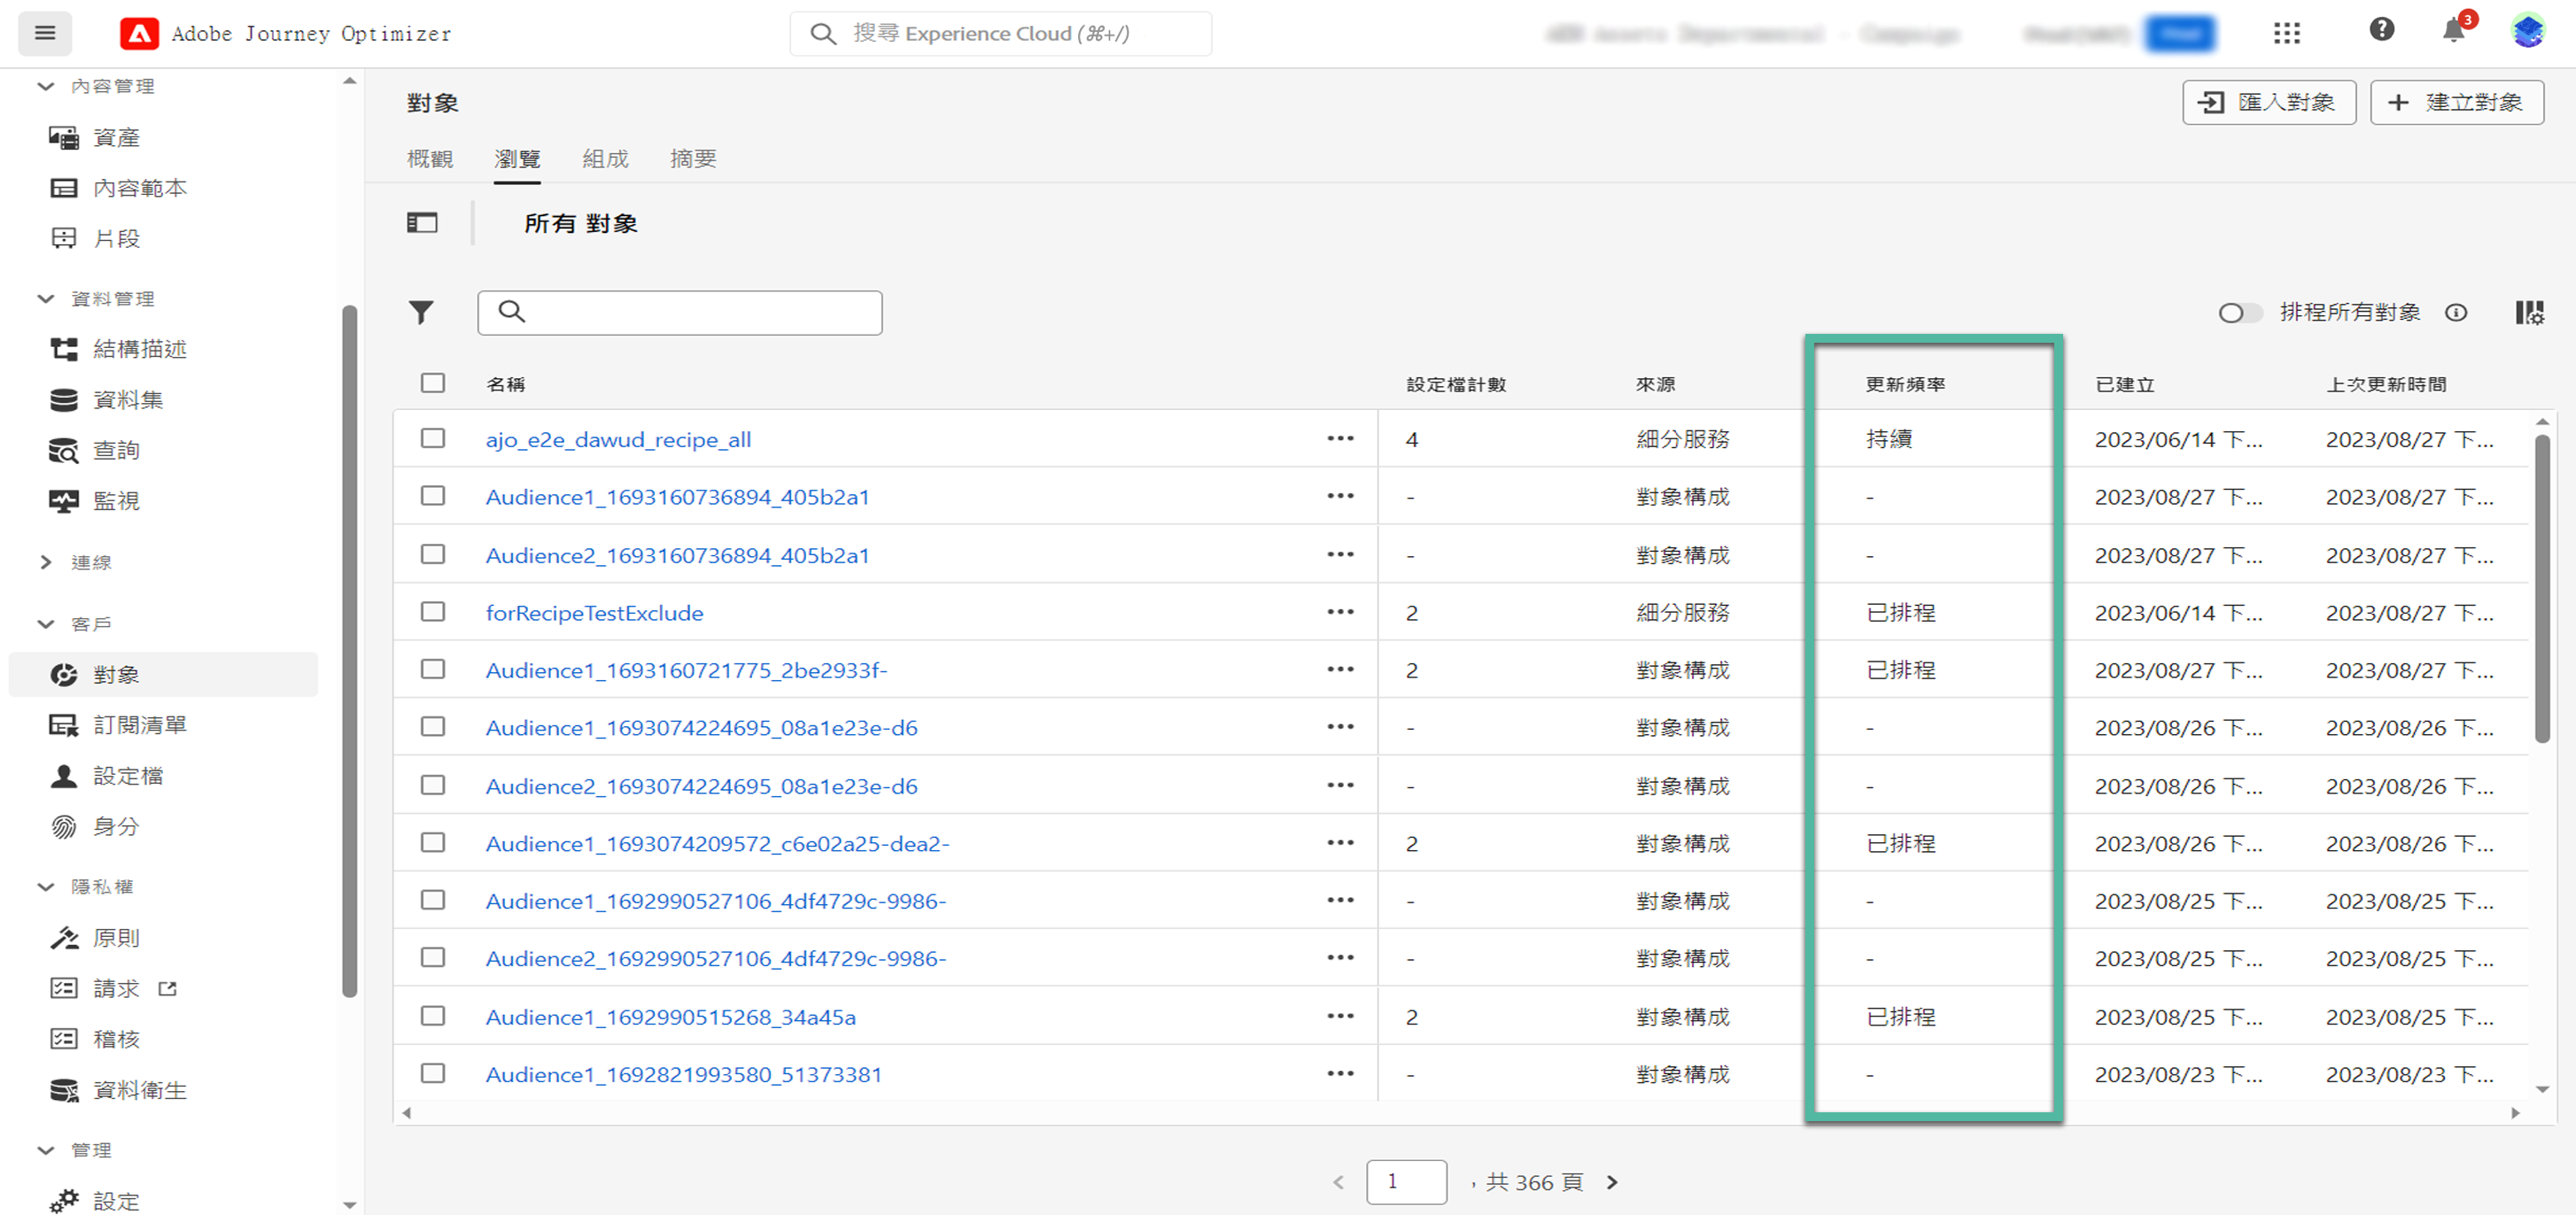 Adobe Journey Optimizer
搜尋 Experience Cloud (⌘+/)
3
內容管理
資產
內容範本
片段
資料管理
結構描述
資料集
查詢
監視
連線
客戶
對象
訂閱清單
設定檔
身分
隱私權
原則
請求
稽核
資料衛生
管理
設定
對象
匯入對象
建立對象
概觀 瀏覽 組成 摘要
所有 對象
排程所有對象
名稱 設定檔計數 來源 更新頻率 已建立 上次更新時間
ajo_e2e_dawud_recipe_all ••• 4 細分服務 持續 2023/06/14 下... 2023/08/27 下...
Audience1_1693160736894_405b2a1 ••• - 對象構成 - 2023/08/27 下... 2023/08/27 下...
Audience2_1693160736894_405b2a1 ••• - 對象構成 - 2023/08/27 下... 2023/08/27 下...
forRecipeTestExclude ••• 2 細分服務 已排程 2023/06/14 下... 2023/08/27 下...
Audience1_1693160721775_2be2933f- ••• 2 對象構成 已排程 2023/08/27 下... 2023/08/27 下...
Audience1_1693074224695_08a1e23e-d6 ••• - 對象構成 - 2023/08/26 下... 2023/08/26 下...
Audience2_1693074224695_08a1e23e-d6 ••• - 對象構成 - 2023/08/26 下... 2023/08/26 下...
Audience1_1693074209572_c6e02a25-dea2- ••• 2 對象構成 已排程 2023/08/26 下... 2023/08/26 下...
Audience1_1692990527106_4df4729c-9986- ••• - 對象構成 - 2023/08/25 下... 2023/08/25 下...
Audience2_1692990527106_4df4729c-9986- ••• - 對象構成 - 2023/08/25 下... 2023/08/25 下...
Audience1_1692990515268_34a45a ••• 2 對象構成 已排程 2023/08/25 下... 2023/08/25 下...
Audience1_1692821993580_51373381 ••• - 對象構成 - 2023/08/23 下... 2023/08/23 下...
1 ，共 366 頁